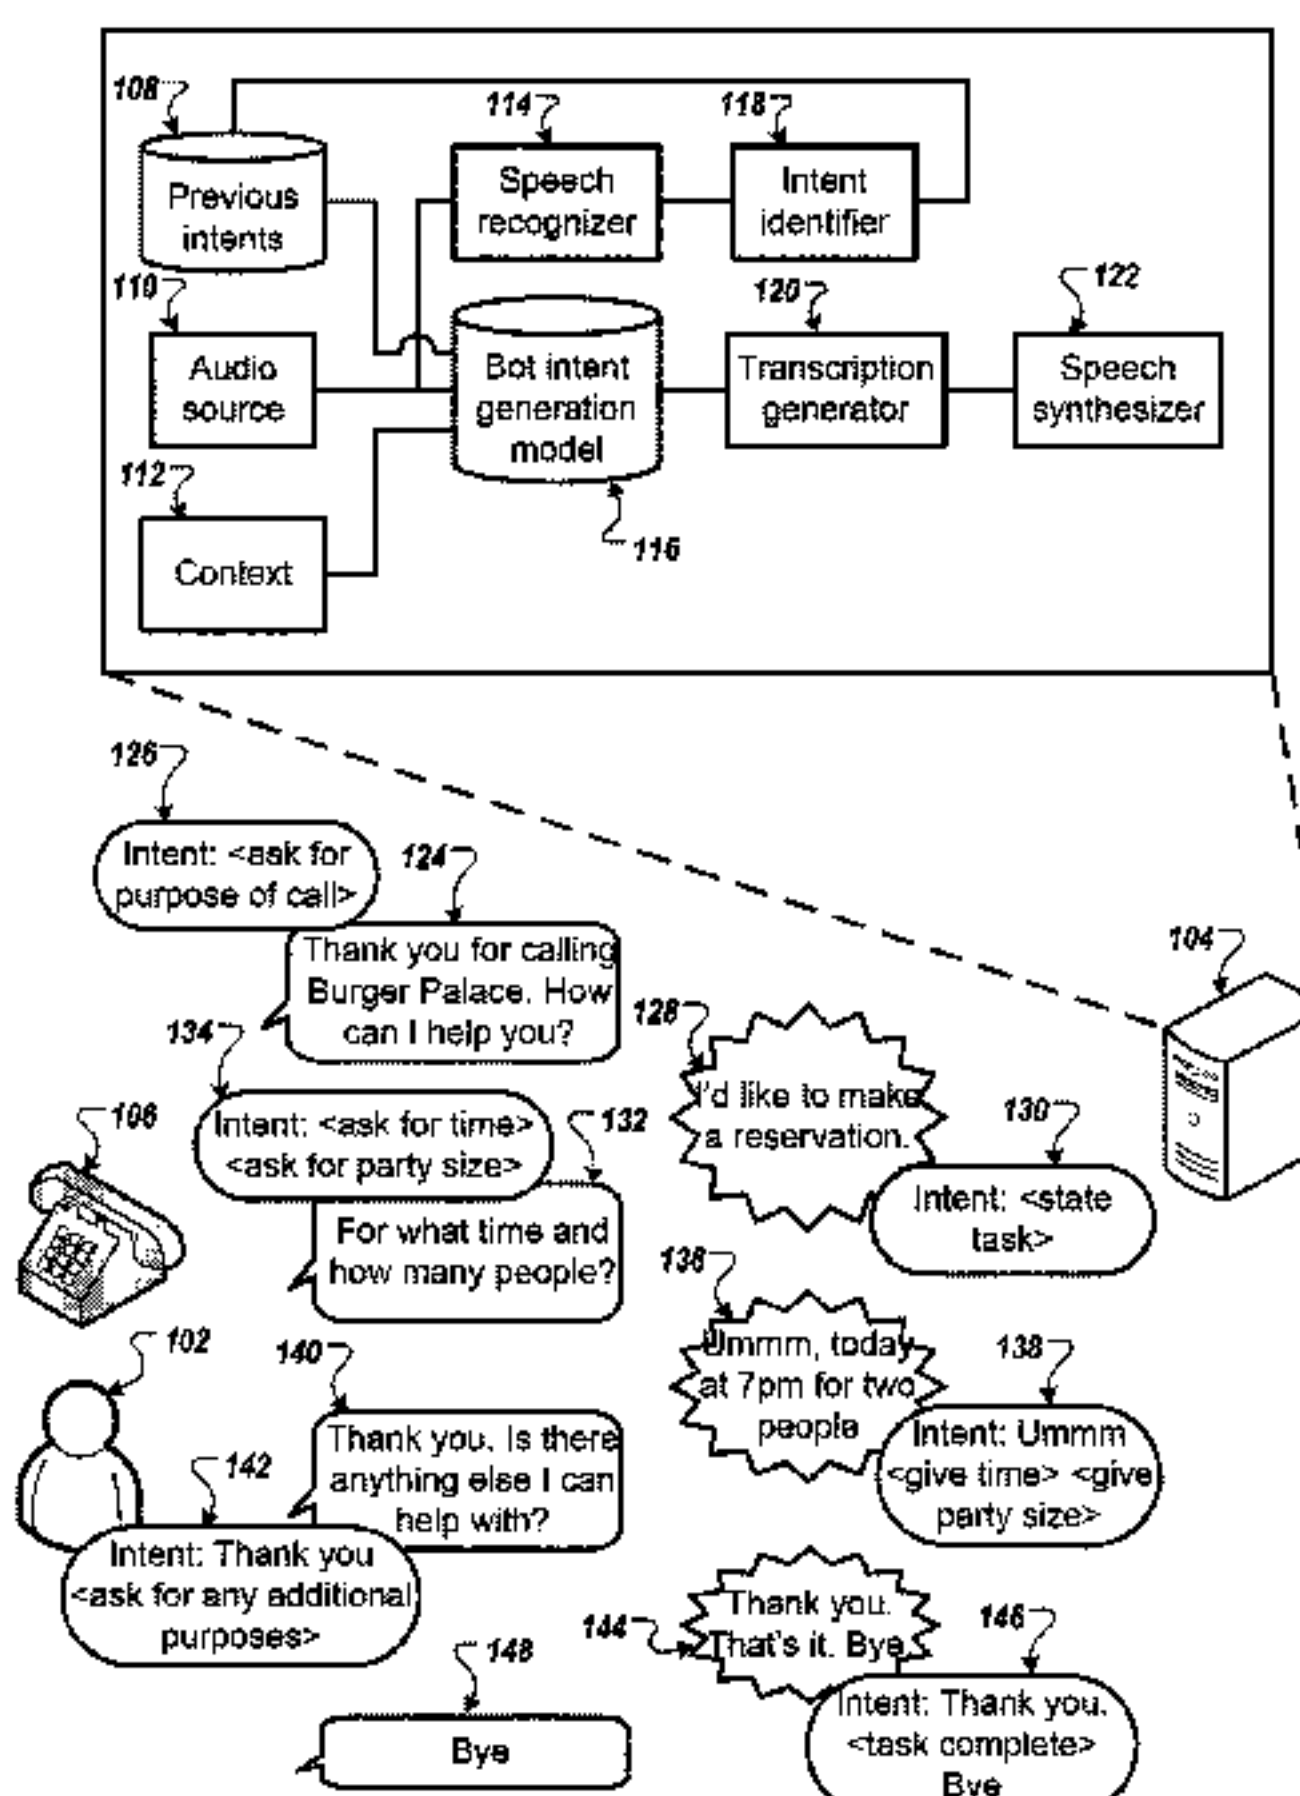 108
114
118
Previous
intents
Speech
recognizer
Intent
identifier
110
120
122
Audio
source
Bot intent
generation
model
Transcription
generator
Speech
synthesizer
112
116
Context
126
Intent: <ask for
purpose of call>
124
Thank you for calling
Burger Palace. How
can I help you?
104
128
I'd like to make
a reservation.
134
Intent: <ask for time>
<ask for party size>
106
132
130
For what time and
how many people?
Intent: <state
task>
136
Ummm, today
at 7pm for two
people
102
140
138
Thank you. Is there
anything else I can
help with?
Intent: Ummm
<give time> <give
party size>
142
Intent: Thank you
<ask for any additional
purposes>
144
Thank you.
That's it. Bye
146
148
Intent: Thank you.
<task complete>
Bye
Bye